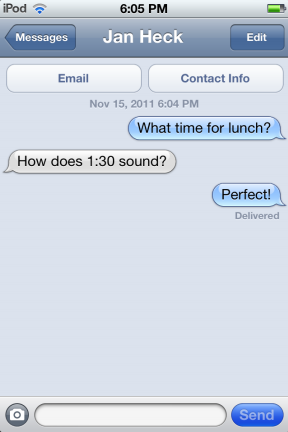 iPod 6:05 PM
Messages Jan Heck Edit
Email Contact Info
Nov 15, 2011 6:04 PM
What time for lunch?
How does 1:30 sound?
Perfect!
Delivered
Send